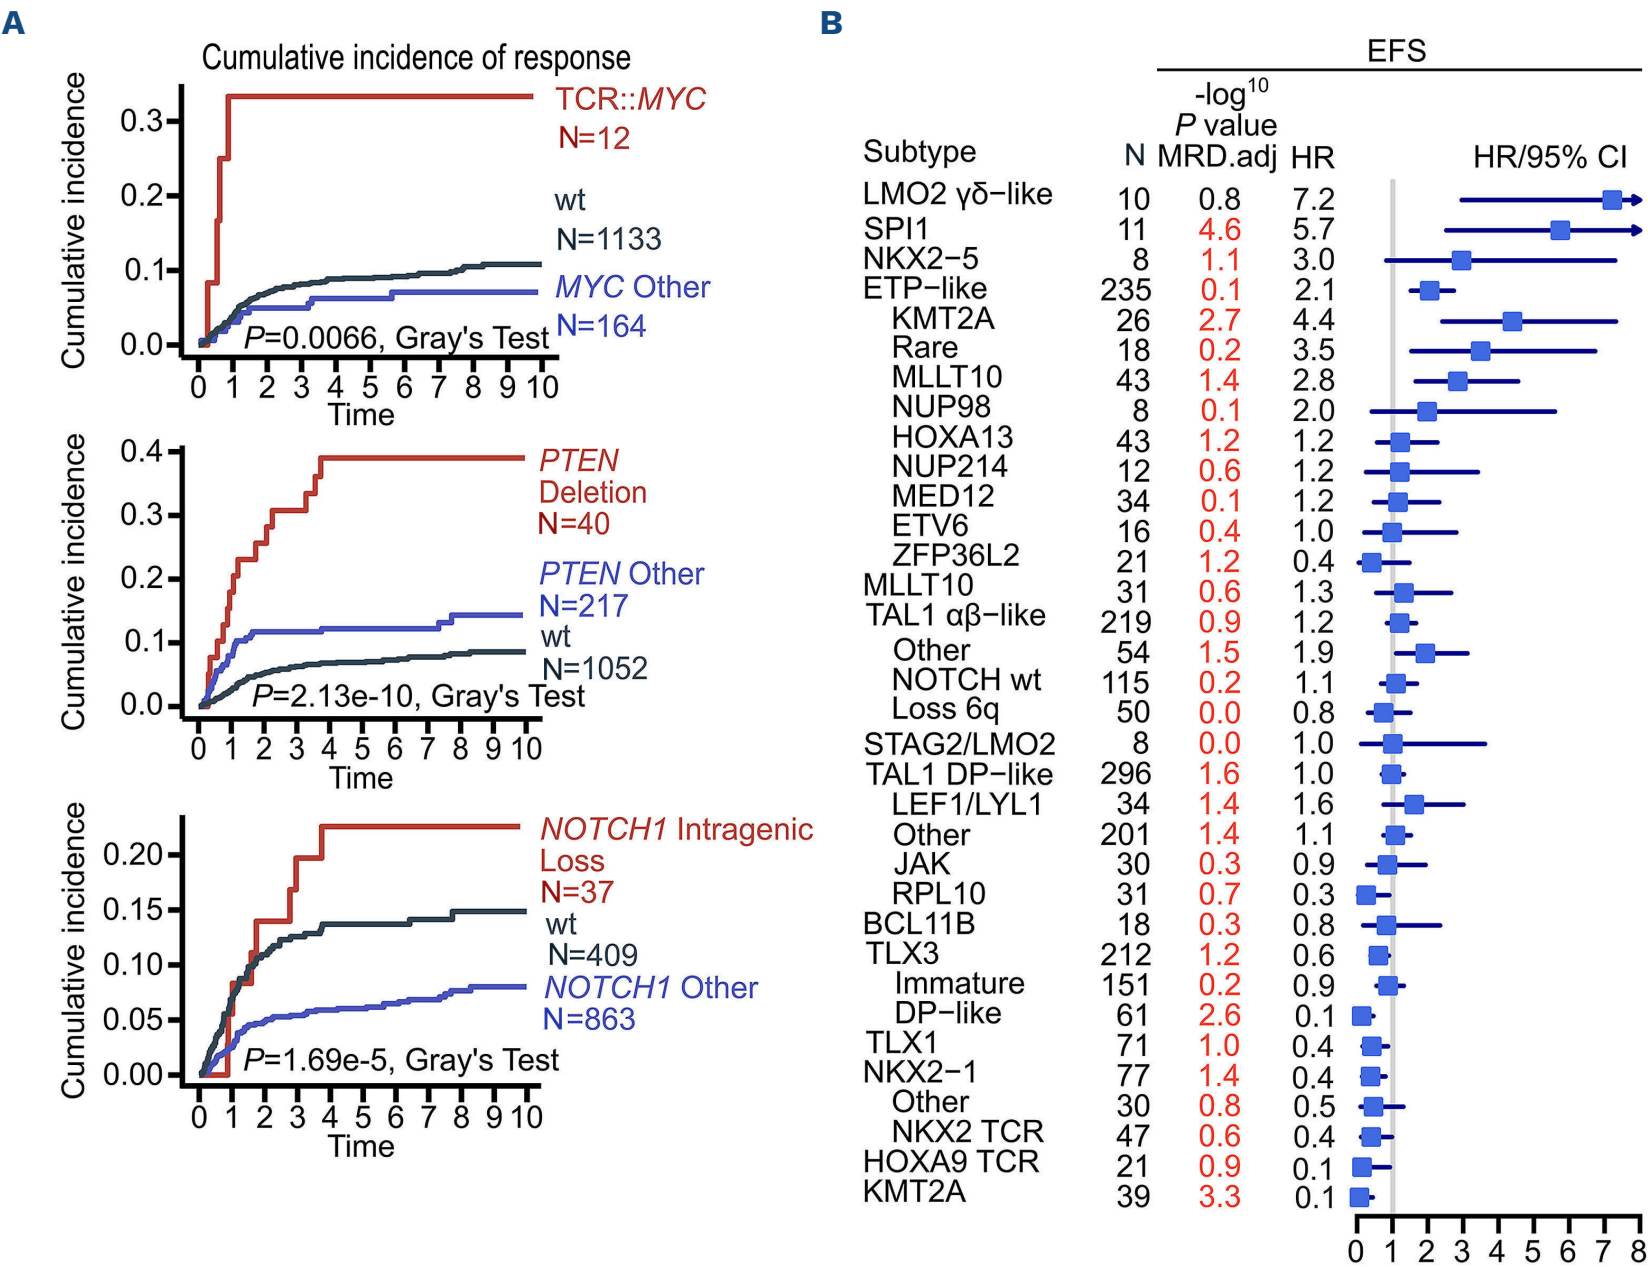 A
Cumulative incidence of response
Cumulative incidence
0.3
0.2
0.1
0.0
TCR::MYC
N=12
wt
N=1133
MYC Other
N=164
P=0.0066, Gray's Test
0 1 2 3 4 5 6 7 8 9 10
Time
Cumulative incidence
0.4
0.3
0.2
0.1
0.0
PTEN
Deletion
N=40
PTEN Other
N=217
wt
N=1052
P=2.13e-10, Gray's Test
0 1 2 3 4 5 6 7 8 9 10
Time
Cumulative incidence
0.20
0.15
0.10
0.05
0.00
NOTCH1 Intragenic
Loss
N=37
wt
N=409
NOTCH1 Other
N=863
P=1.69e-5, Gray's Test
0 1 2 3 4 5 6 7 8 9 10
Time
B
EFS
-log10
P value
Subtype N MRD.adj HR HR/95% CI
LMO2 γδ−like 10 0.8 7.2
SPI1 11 4.6 5.7
NKX2−5 8 1.1 3.0
ETP−like 235 0.1 2.1
KMT2A 26 2.7 4.4
Rare 18 0.2 3.5
MLLT10 43 1.4 2.8
NUP98 8 0.1 2.0
HOXA13 43 1.2 1.2
NUP214 12 0.6 1.2
MED12 34 0.1 1.2
ETV6 16 0.4 1.0
ZFP36L2 21 1.2 0.4
MLLT10 31 0.6 1.3
TAL1 αβ−like 219 0.9 1.2
Other 54 1.5 1.9
NOTCH wt 115 0.2 1.1
Loss 6q 50 0.0 0.8
STAG2/LMO2 8 0.0 1.0
TAL1 DP−like 296 1.6 1.0
LEF1/LYL1 34 1.4 1.6
Other 201 1.4 1.1
JAK 30 0.3 0.9
RPL10 31 0.7 0.3
BCL11B 18 0.3 0.8
TLX3 212 1.2 0.6
Immature 151 0.2 0.9
DP−like 61 2.6 0.1
TLX1 71 1.0 0.4
NKX2−1 77 1.4 0.4
Other 30 0.8 0.5
NKX2 TCR 47 0.6 0.4
HOXA9 TCR 21 0.9 0.1
KMT2A 39 3.3 0.1
0 1 2 3 4 5 6 7 8